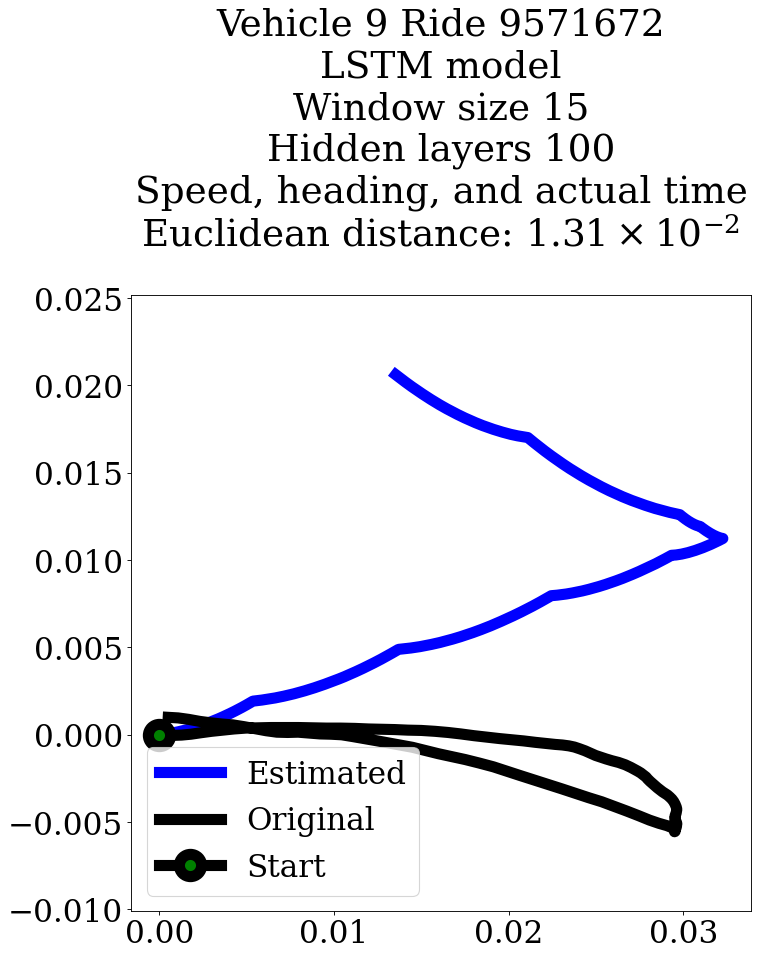 Vehicle 9 Ride 9571672
LSTM model
Window size 15
Hidden layers 100
Speed, heading, and actual time
Euclidean distance: 1.31 × 10⁻²
0.025
0.020
0.015
0.010
0.005
0.000
−0.005
−0.010
Estimated
Original
Start
0.00 0.01 0.02 0.03